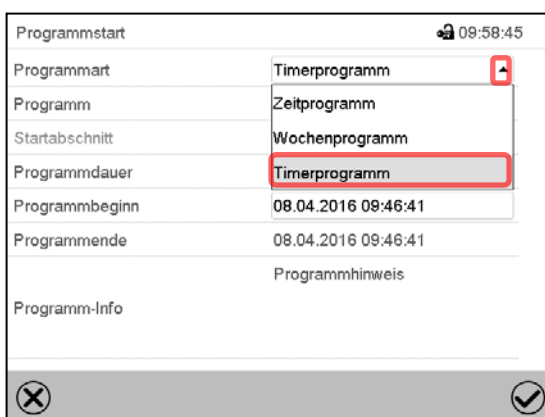 Programmstart 09:58:45
Programmart Timerprogramm
Programm Zeitprogramm
Startabschnitt Wochenprogramm
Programmdauer Timerprogramm
Programmbeginn 08.04.2016 09:46:41
Programmende 08.04.2016 09:46:41
Programmhinweis
Programm-Info